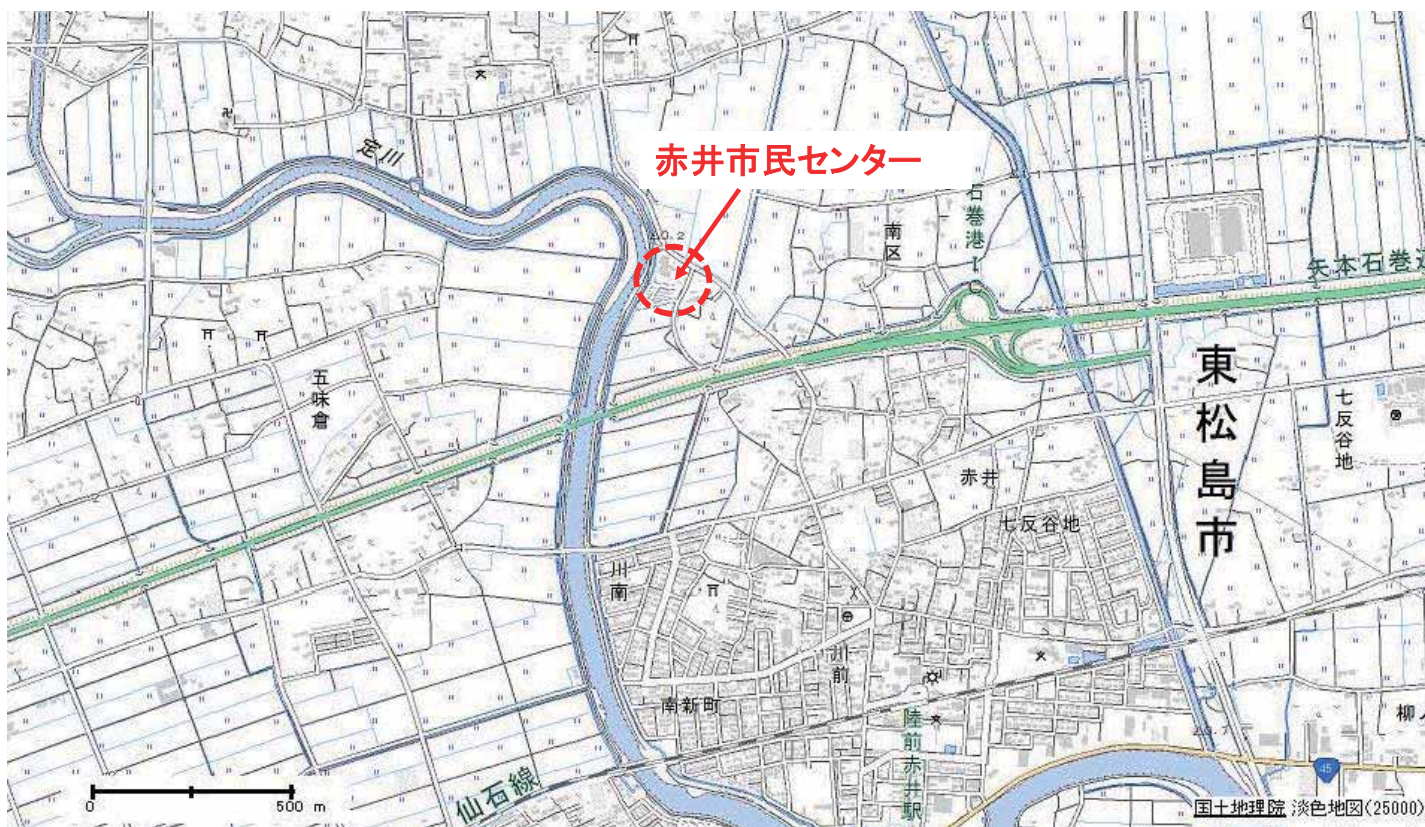 定川
赤井市民センター
2 0. 2
南区
石巻港IC
矢本石巻道
五味倉
東松島市
七反谷地
赤井
七反谷地
川南
川前
南新町
陸前赤井駅
柳
45
仙石線
0 500 m
国土地理院 淡色地図(25000)